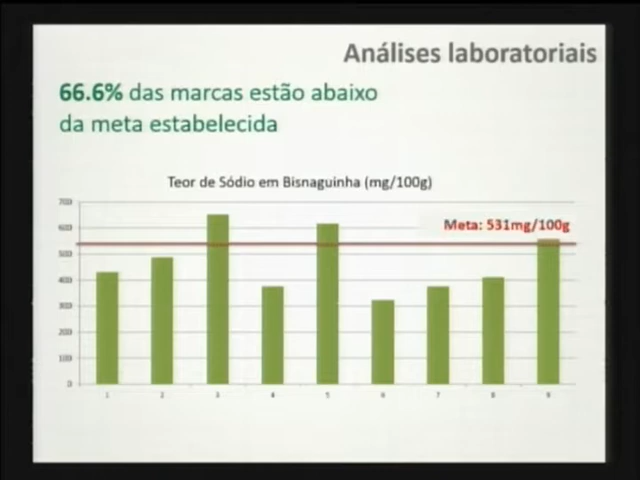 Análises laboratoriais
66.6% das marcas estão abaixo
da meta estabelecida
Teor de Sódio em Bisnaguinha (mg/100g)
Meta: 531mg/100g
700
600
500
400
300
200
100
0
1 2 3 4 5 6 7 8 9